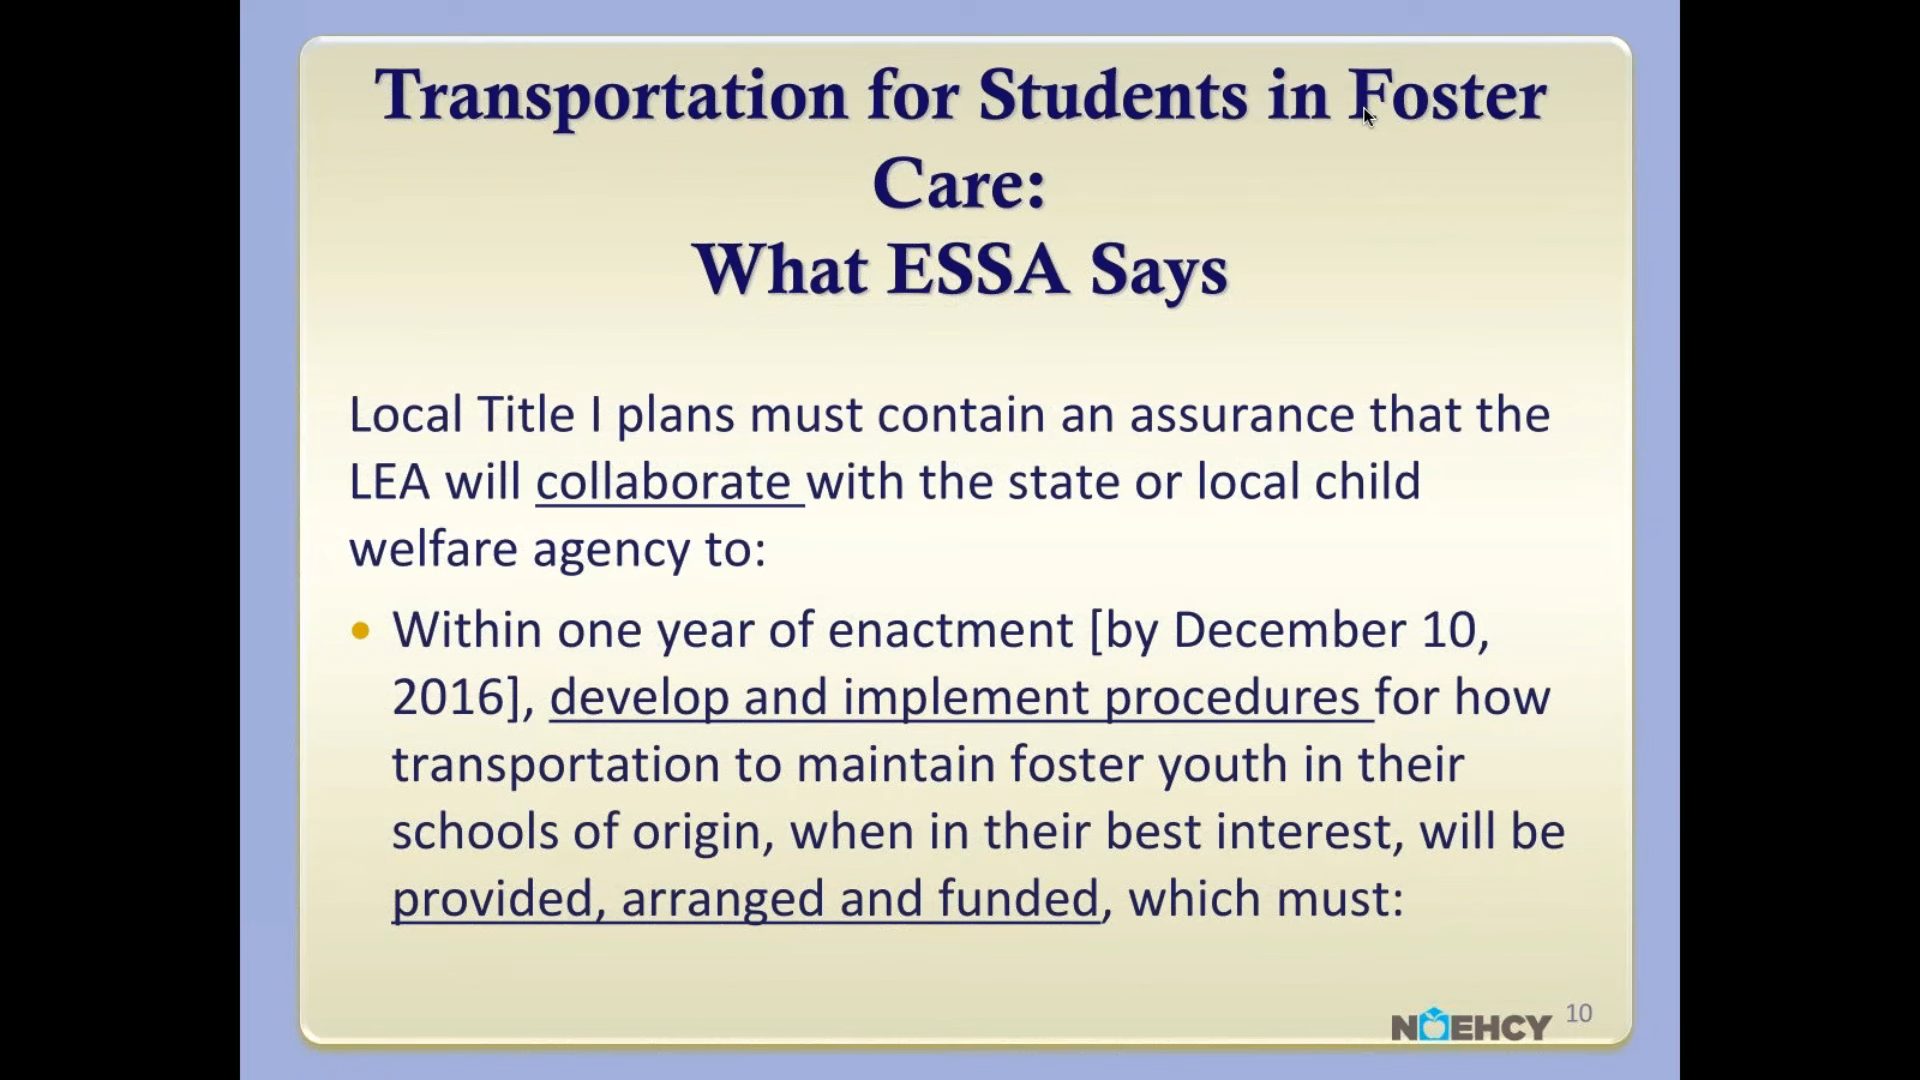 Transportation for Students in Foster
Care:
What ESSA Says
Local Title I plans must contain an assurance that the
LEA will collaborate with the state or local child
welfare agency to:
• Within one year of enactment [by December 10,
2016], develop and implement procedures for how
transportation to maintain foster youth in their
schools of origin, when in their best interest, will be
provided, arranged and funded, which must:
NAEHCY 10